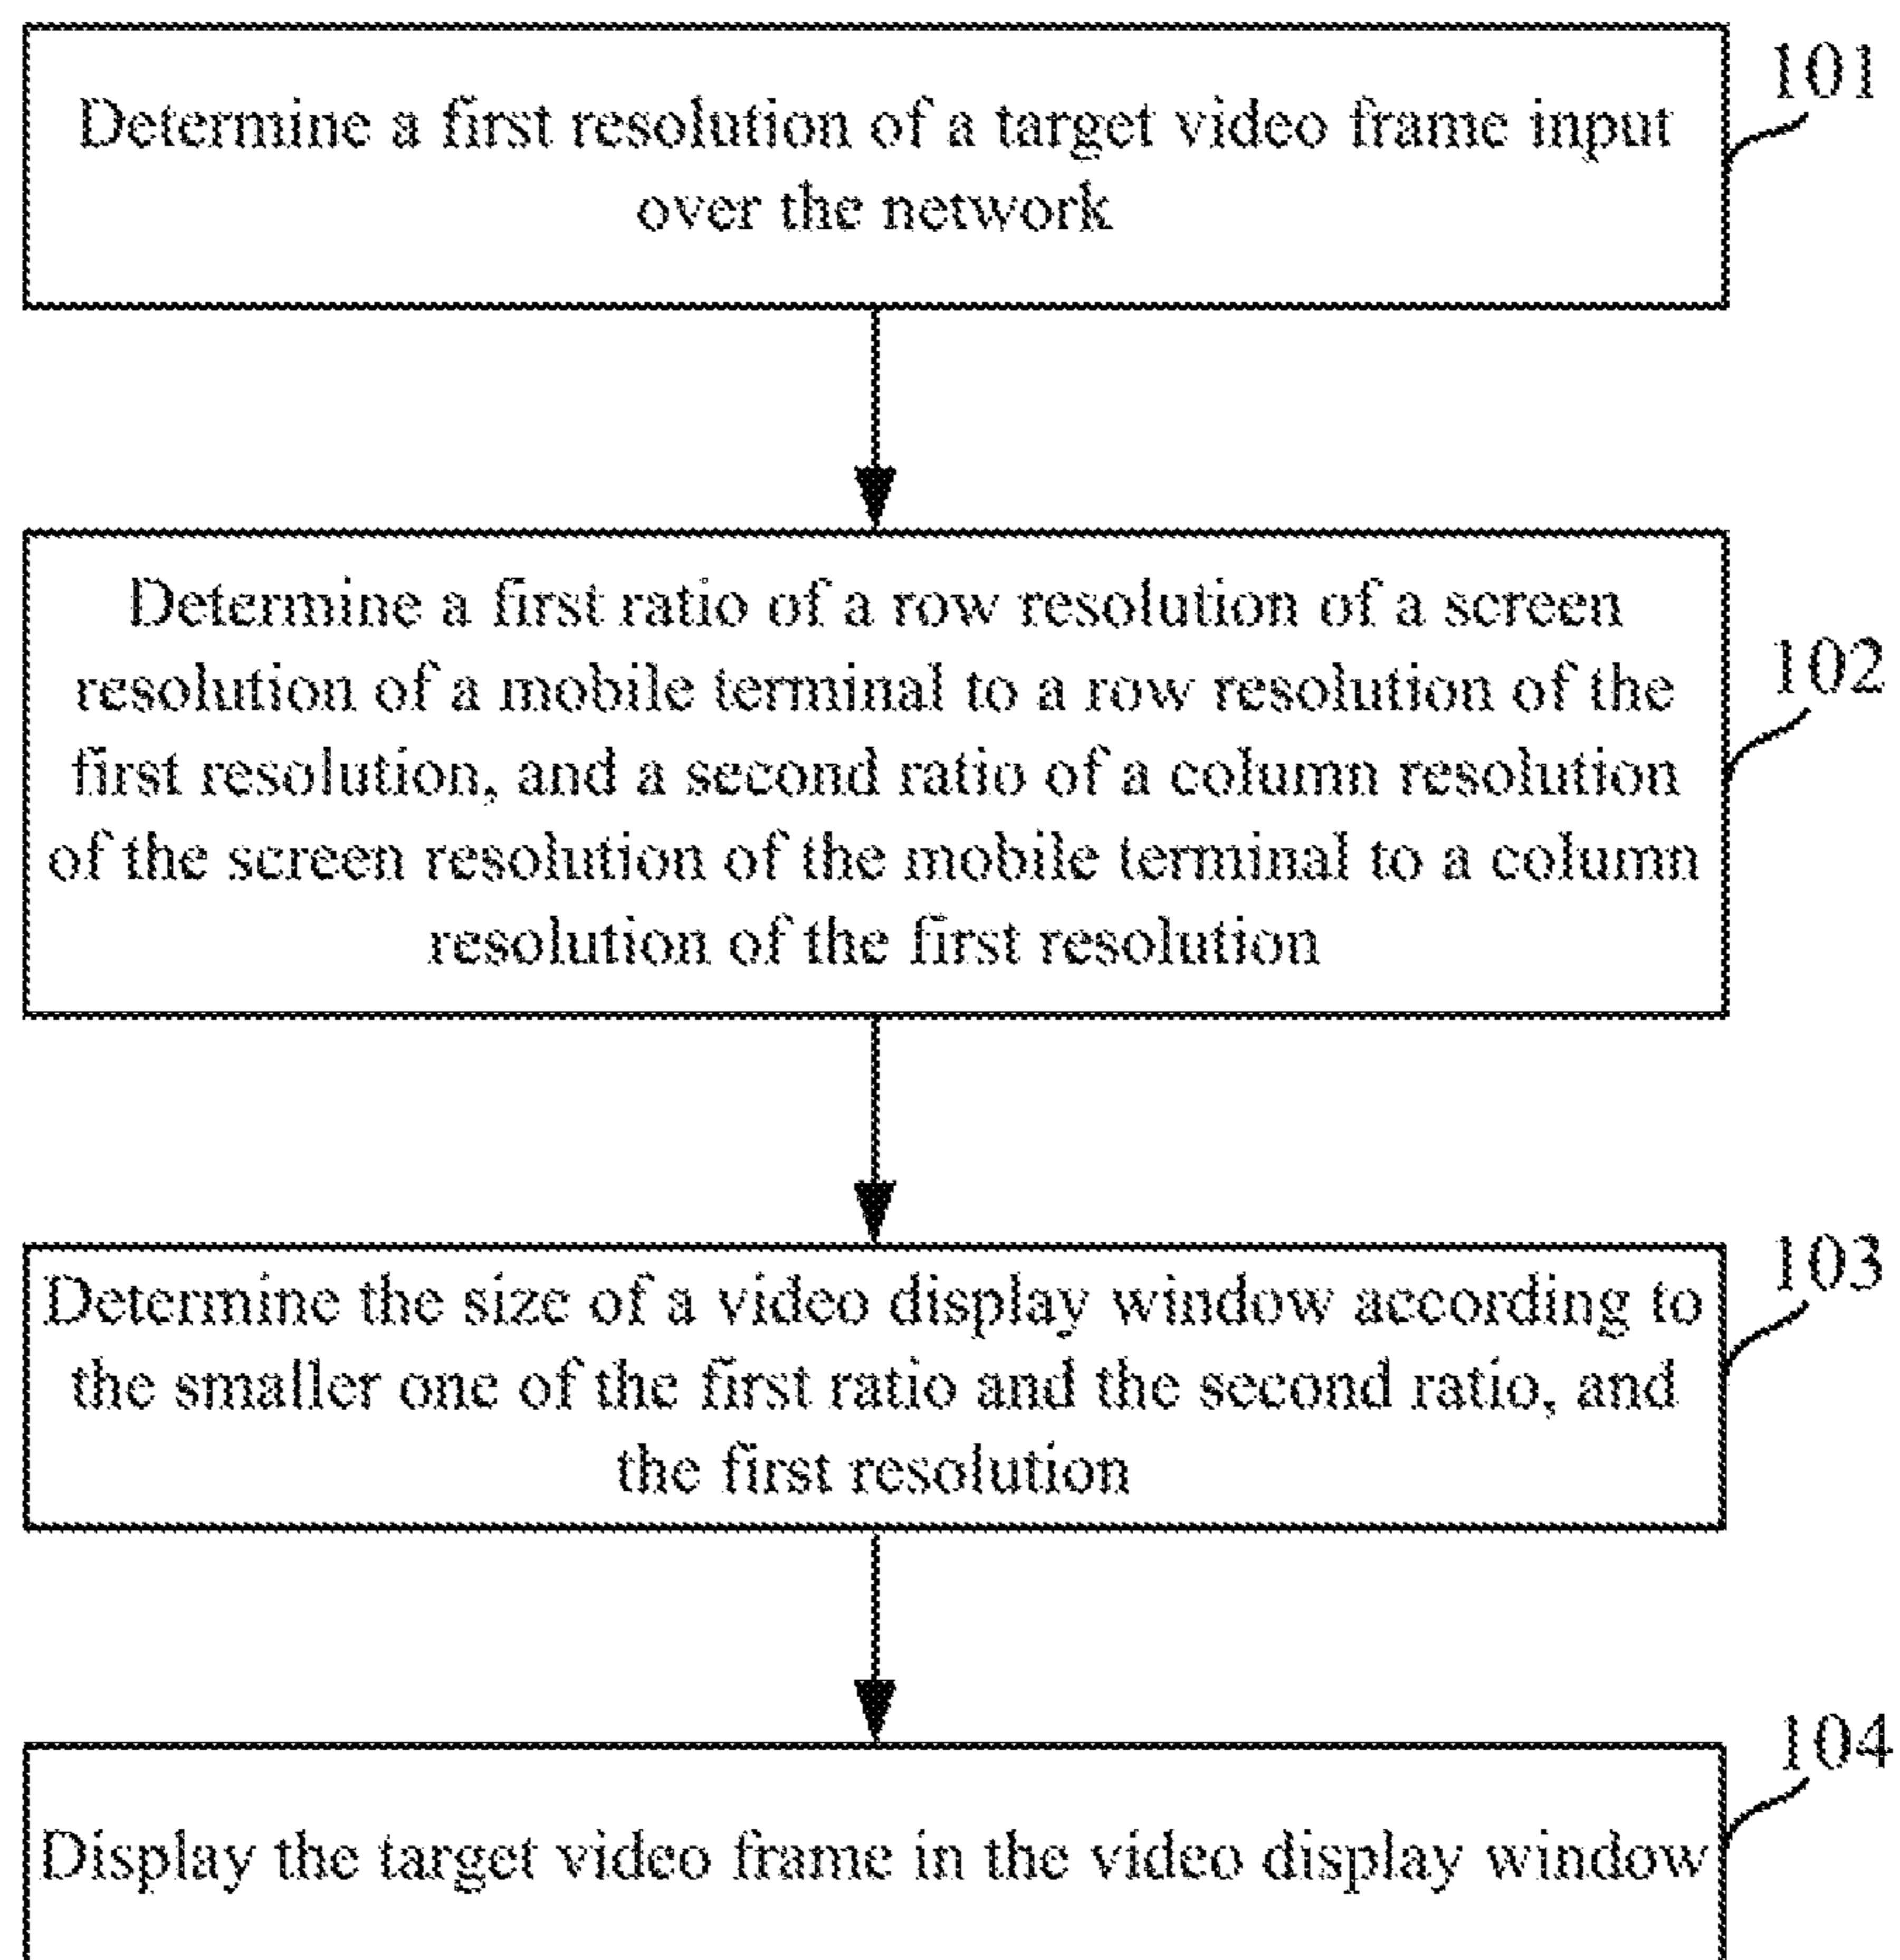 101
Determine a first resolution of a target video frame input
over the network
102
Determine a first ratio of a row resolution of a screen
resolution of a mobile terminal to a row resolution of the
first resolution, and a second ratio of a column resolution
of the screen resolution of the mobile terminal to a column
resolution of the first resolution
103
Determine the size of a video display window according to
the smaller one of the first ratio and the second ratio, and
the first resolution
104
Display the target video frame in the video display window